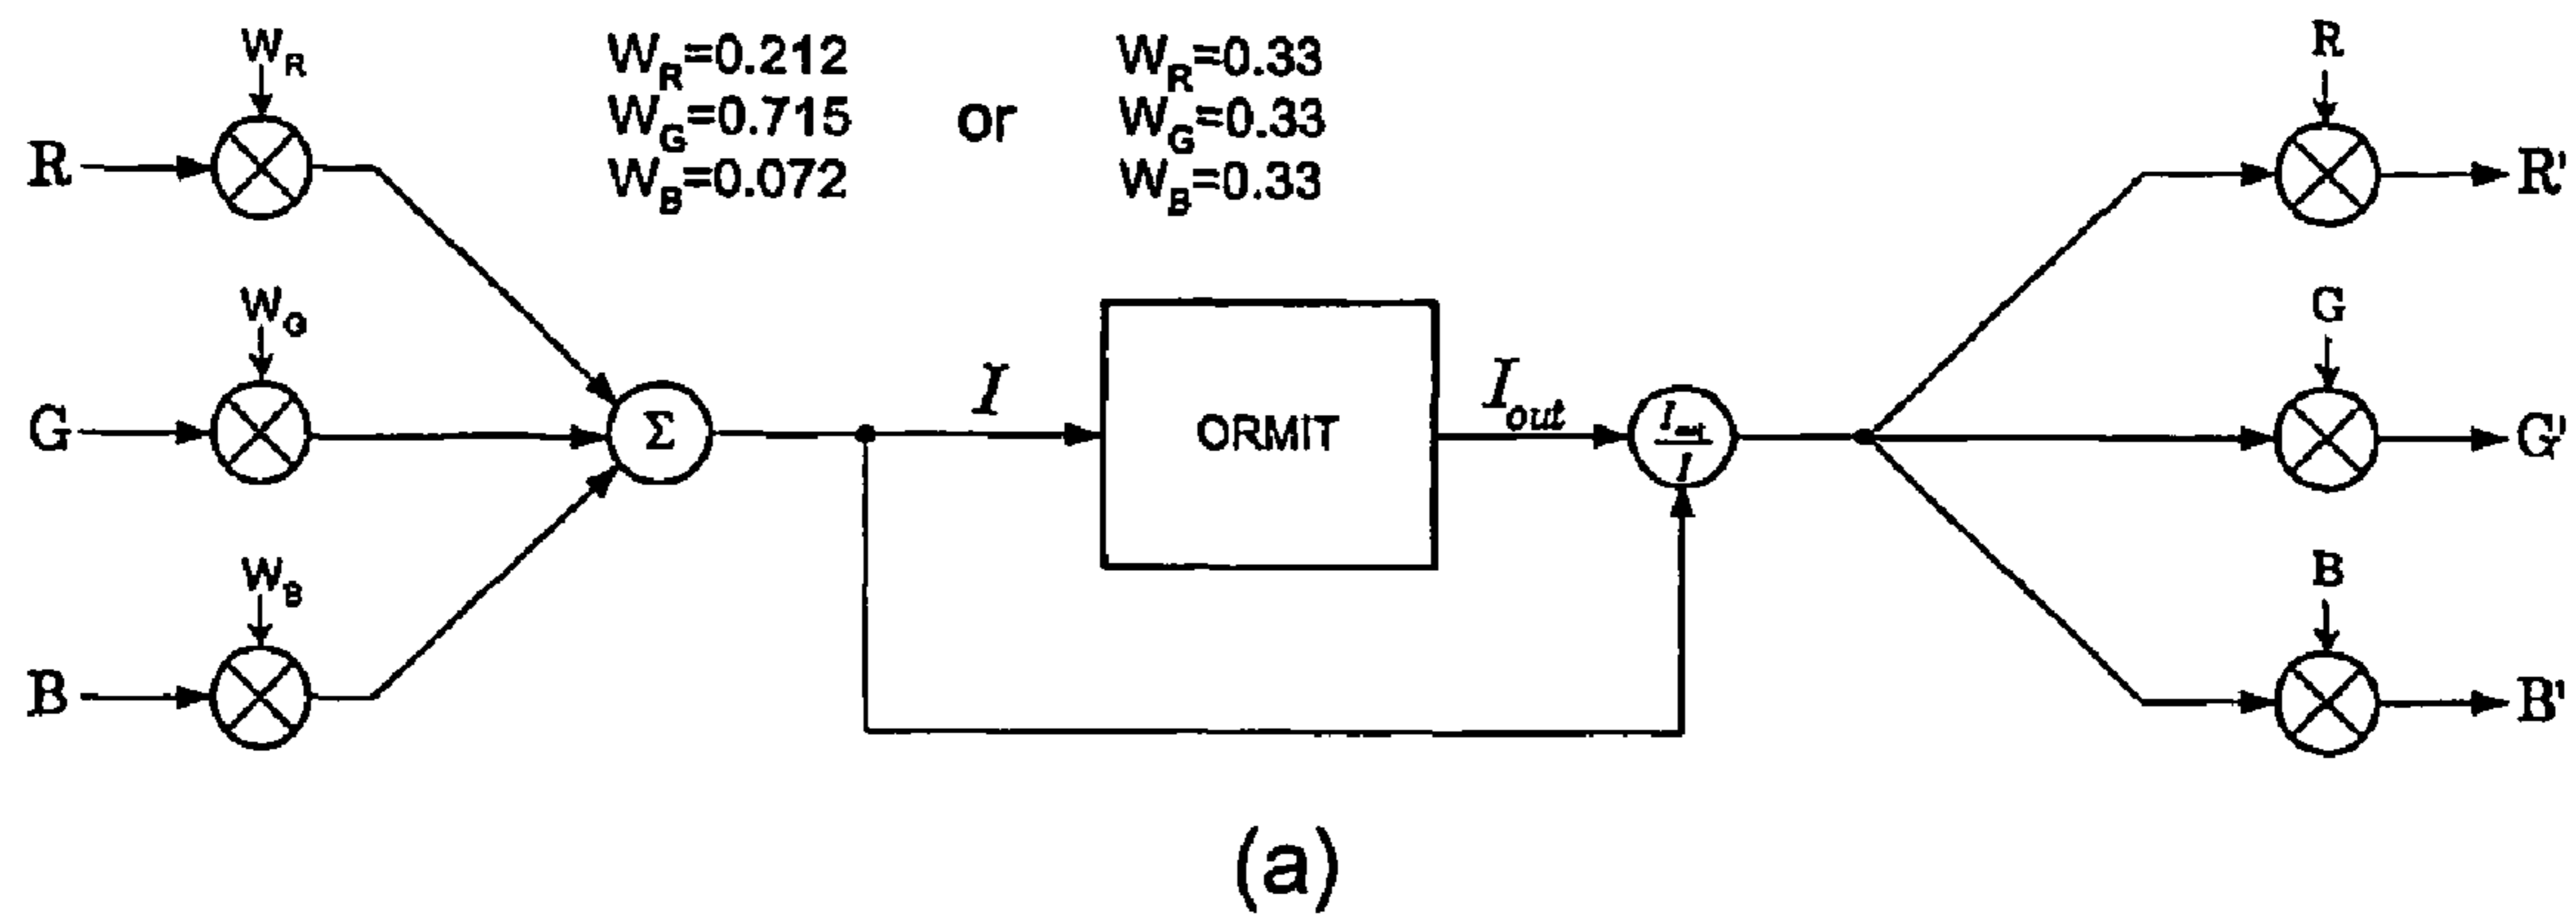 W_R
W_R=0.212
W_G=0.715
W_B=0.072
or
W_R=0.33
W_G=0.33
W_B=0.33
R
R
R'
W_G
G
Σ
I
ORMIT
I_out
I_out
I
G
G'
W_B
B
B
B'
(a)